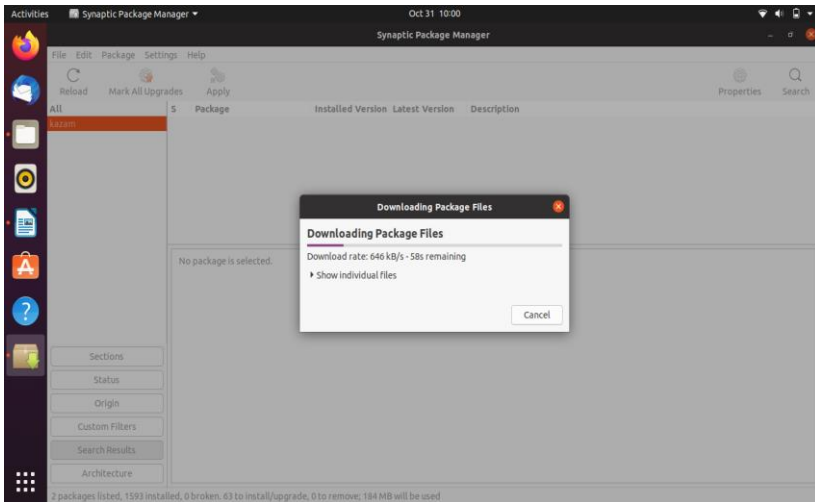 Activities Synaptic Package Manager Oct 31 10:00
Synaptic Package Manager
File Edit Package Settings Help
Reload Mark All Upgrades Apply Properties Search
All S Package Installed Version Latest Version Description
kazam
Downloading Package Files
Downloading Package Files
Download rate: 646 kB/s - 58s remaining
Show individual files
Cancel
No package is selected.
Sections
Status
Origin
Custom Filters
Search Results
Architecture
2 packages listed, 1593 installed, 0 broken. 63 to install/upgrade, 0 to remove; 184 MB will be used